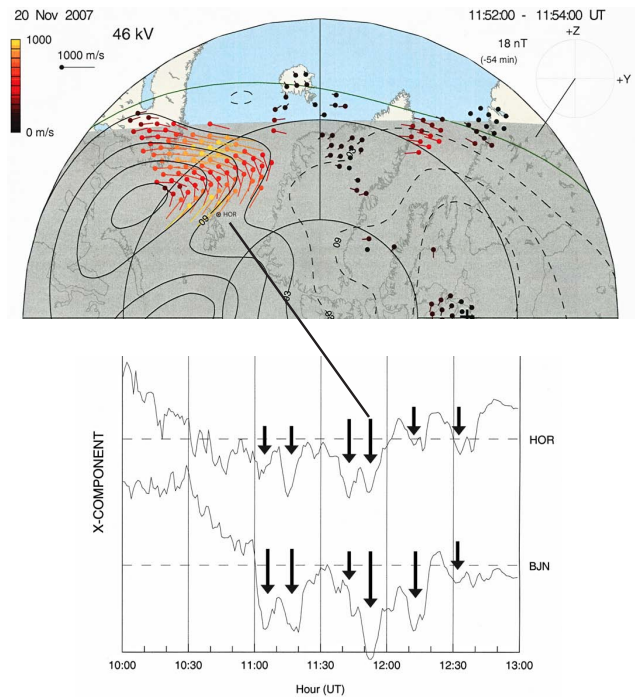 20 Nov 2007
11:52:00 - 11:54:00 UT
46 kV
18 nT
(-54 min)
+Z
+Y
1000
1000 m/s
0 m/s
HOR
60
60
HOR
BJN
X-COMPONENT
10:00 10:30 11:00 11:30 12:00 12:30 13:00
Hour (UT)